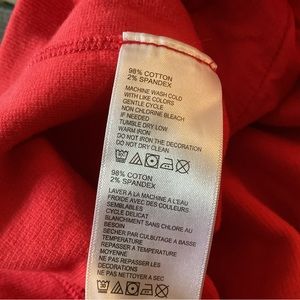 98% COTTON
2% SPANDEX
MACHINE WASH COLD
WITH LIKE COLORS
GENTLE CYCLE
NON CHLORINE BLEACH
IF NEEDED
TUMBLE DRY LOW
WARM IRON
DO NOT IRON THE DECORATION
DO NOT DRY CLEAN
98% COTTON
2% SPANDEX
LAVER A LA MACHINE A L'EAU
FROIDE AVEC DES COULEURS
SEMBLABLES
CYCLE DELICAT
BLANCHIMENT SANS CHLORE AU
BESOIN
SECHER PAR CULBUTAGE A BASSE
TEMPERATURE
REPASSER A TEMPERATURE
MOYENNE
NE PAS REPASSER LES
DECORATIONS
NE PAS NETTOYER A SEC